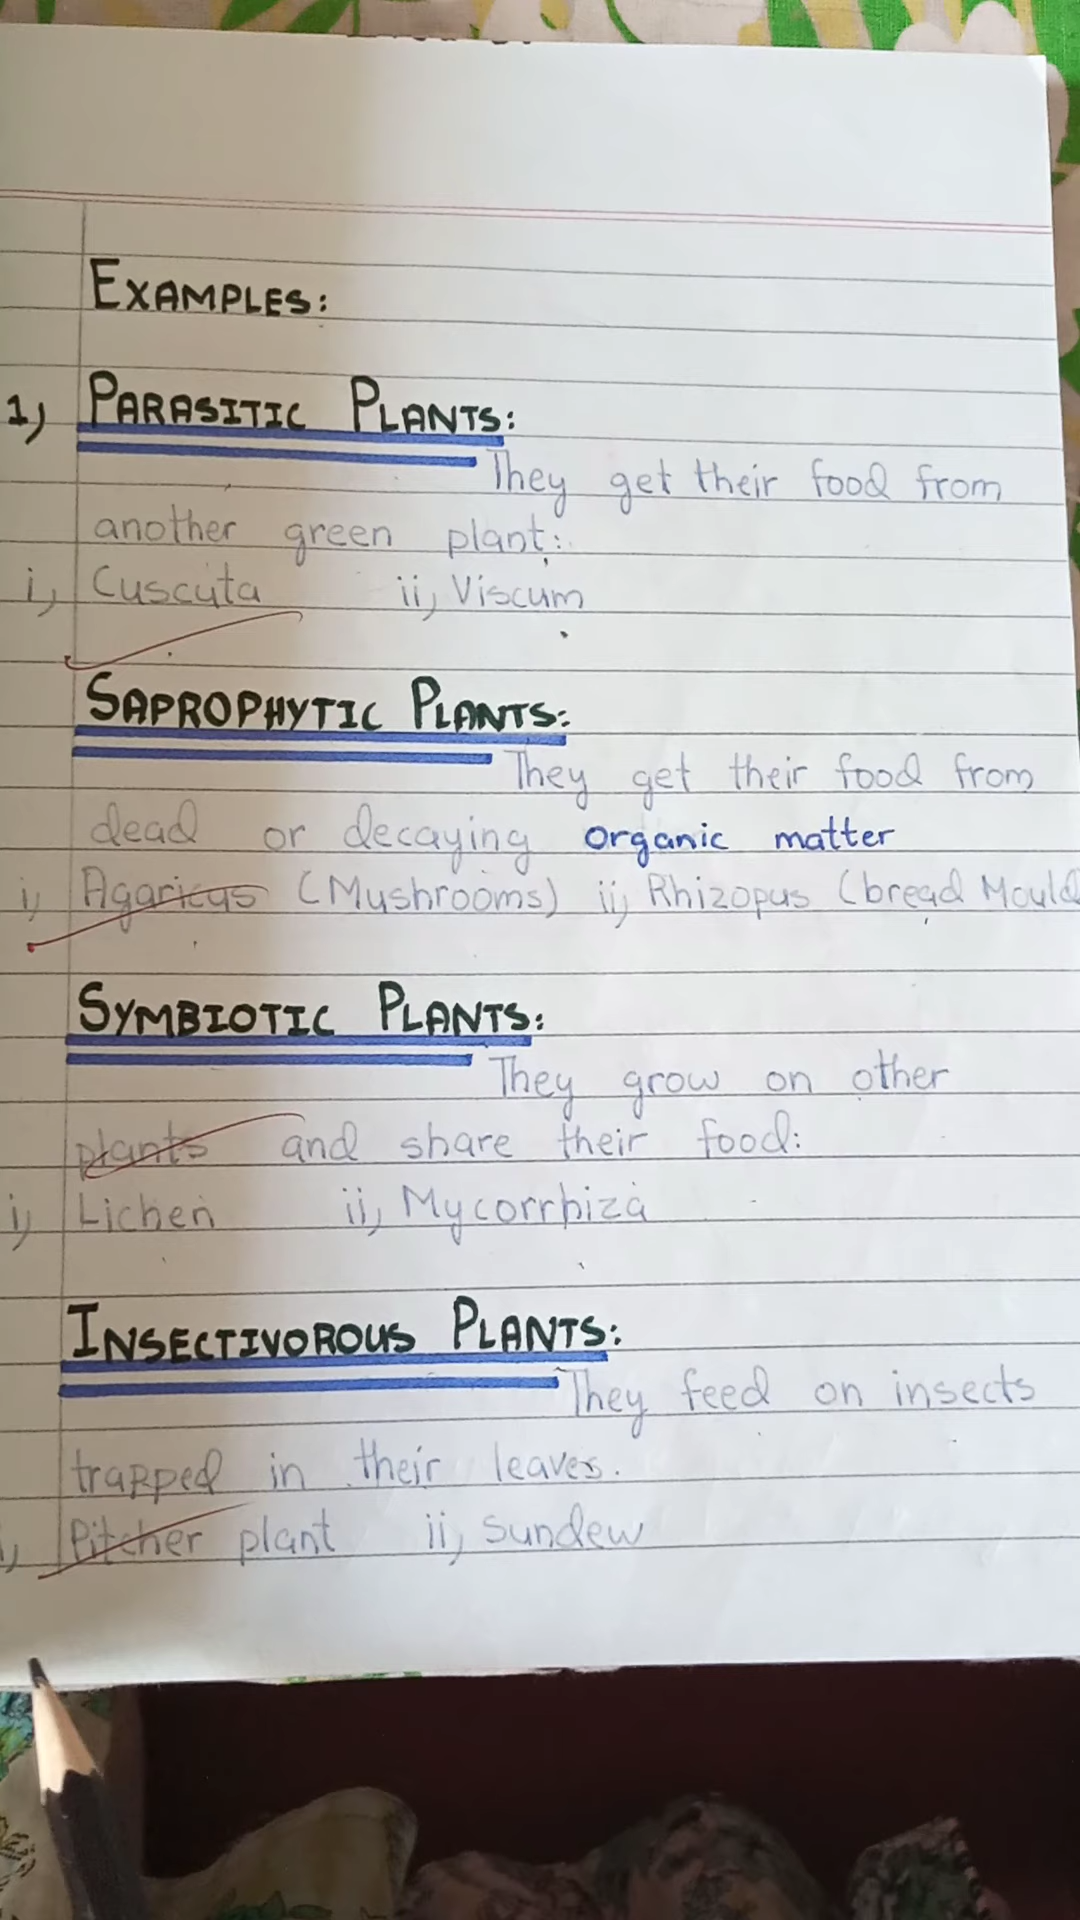 EXAMPLES:
1) PARASITIC PLANTS:
They get their food from
another green plant:
i, Cuscuta ii, Viscum
SAPROPHYTIC PLANTS:
They get their food from
dead or decaying organic matter
i, Agaricus (Mushrooms) ii, Rhizopus (bread Mould
SYMBIOTIC PLANTS:
They grow on other
plants and share their food:
i, Lichen ii, Mycorrhiza
INSECTIVOROUS PLANTS:
They feed on insects
trapped in their leaves.
i, Pitcher plant ii, Sundew